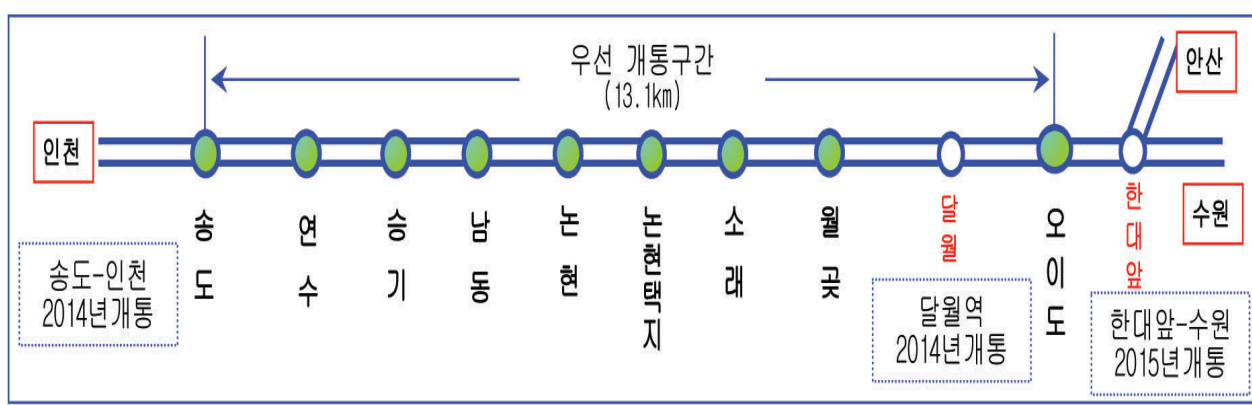 우선 개통구간
(13.1km)
안산
인천
수원
송도
연수
승기
남동
논현
논현택지
소래
월곶
달월
오이도
한대앞
송도-인천
2014년개통
달월역
2014년개통
한대앞-수원
2015년개통